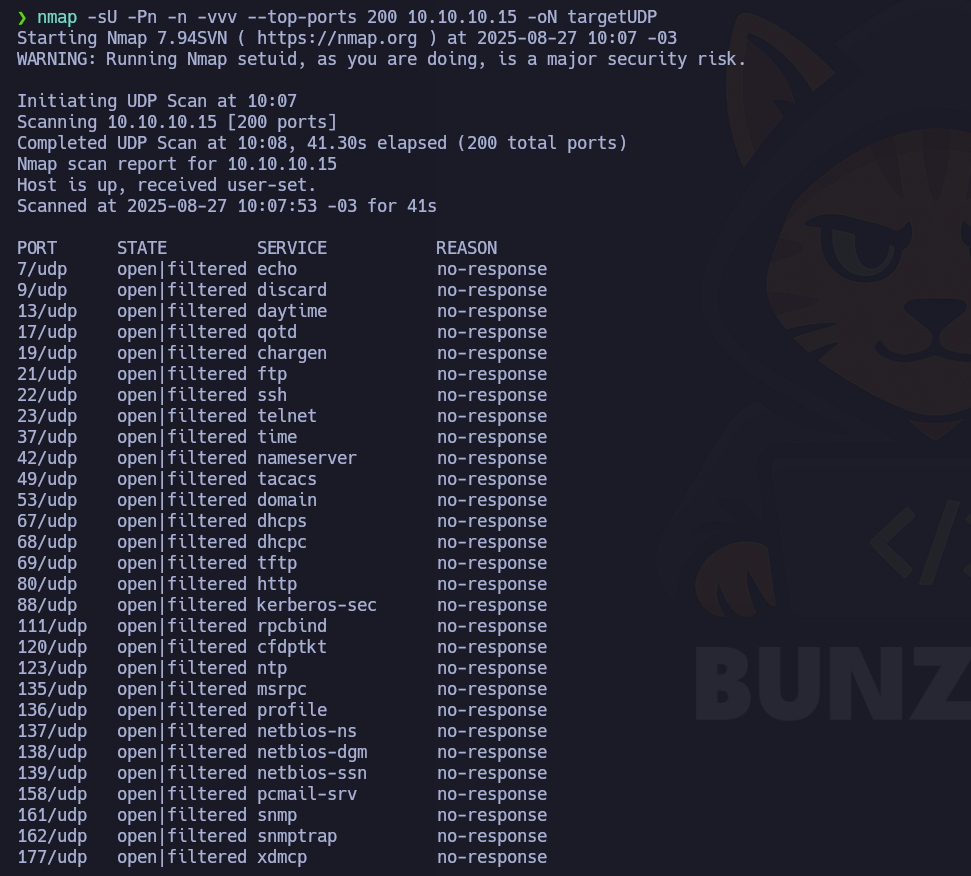 ❯ nmap -sU -Pn -n -vvv --top-ports 200 10.10.10.15 -oN targetUDP
Starting Nmap 7.94SVN ( https://nmap.org ) at 2025-08-27 10:07 -03
WARNING: Running Nmap setuid, as you are doing, is a major security risk.
Initiating UDP Scan at 10:07
Scanning 10.10.10.15 [200 ports]
Completed UDP Scan at 10:08, 41.30s elapsed (200 total ports)
Nmap scan report for 10.10.10.15
Host is up, received user-set.
Scanned at 2025-08-27 10:07:53 -03 for 41s
PORT STATE SERVICE REASON
7/udp open|filtered echo no-response
9/udp open|filtered discard no-response
13/udp open|filtered daytime no-response
17/udp open|filtered qotd no-response
19/udp open|filtered chargen no-response
21/udp open|filtered ftp no-response
22/udp open|filtered ssh no-response
23/udp open|filtered telnet no-response
37/udp open|filtered time no-response
42/udp open|filtered nameserver no-response
49/udp open|filtered tacacs no-response
53/udp open|filtered domain no-response
67/udp open|filtered dhcps no-response
68/udp open|filtered dhcpc no-response
69/udp open|filtered tftp no-response
80/udp open|filtered http no-response
88/udp open|filtered kerberos-sec no-response
111/udp open|filtered rpcbind no-response
120/udp open|filtered cfdptkt no-response
123/udp open|filtered ntp no-response
135/udp open|filtered msrpc no-response
136/udp open|filtered profile no-response
137/udp open|filtered netbios-ns no-response
138/udp open|filtered netbios-dgm no-response
139/udp open|filtered netbios-ssn no-response
158/udp open|filtered pcmail-srv no-response
161/udp open|filtered snmp no-response
162/udp open|filtered snmptrap no-response
177/udp open|filtered xdmcp no-response
</>
BUNZ